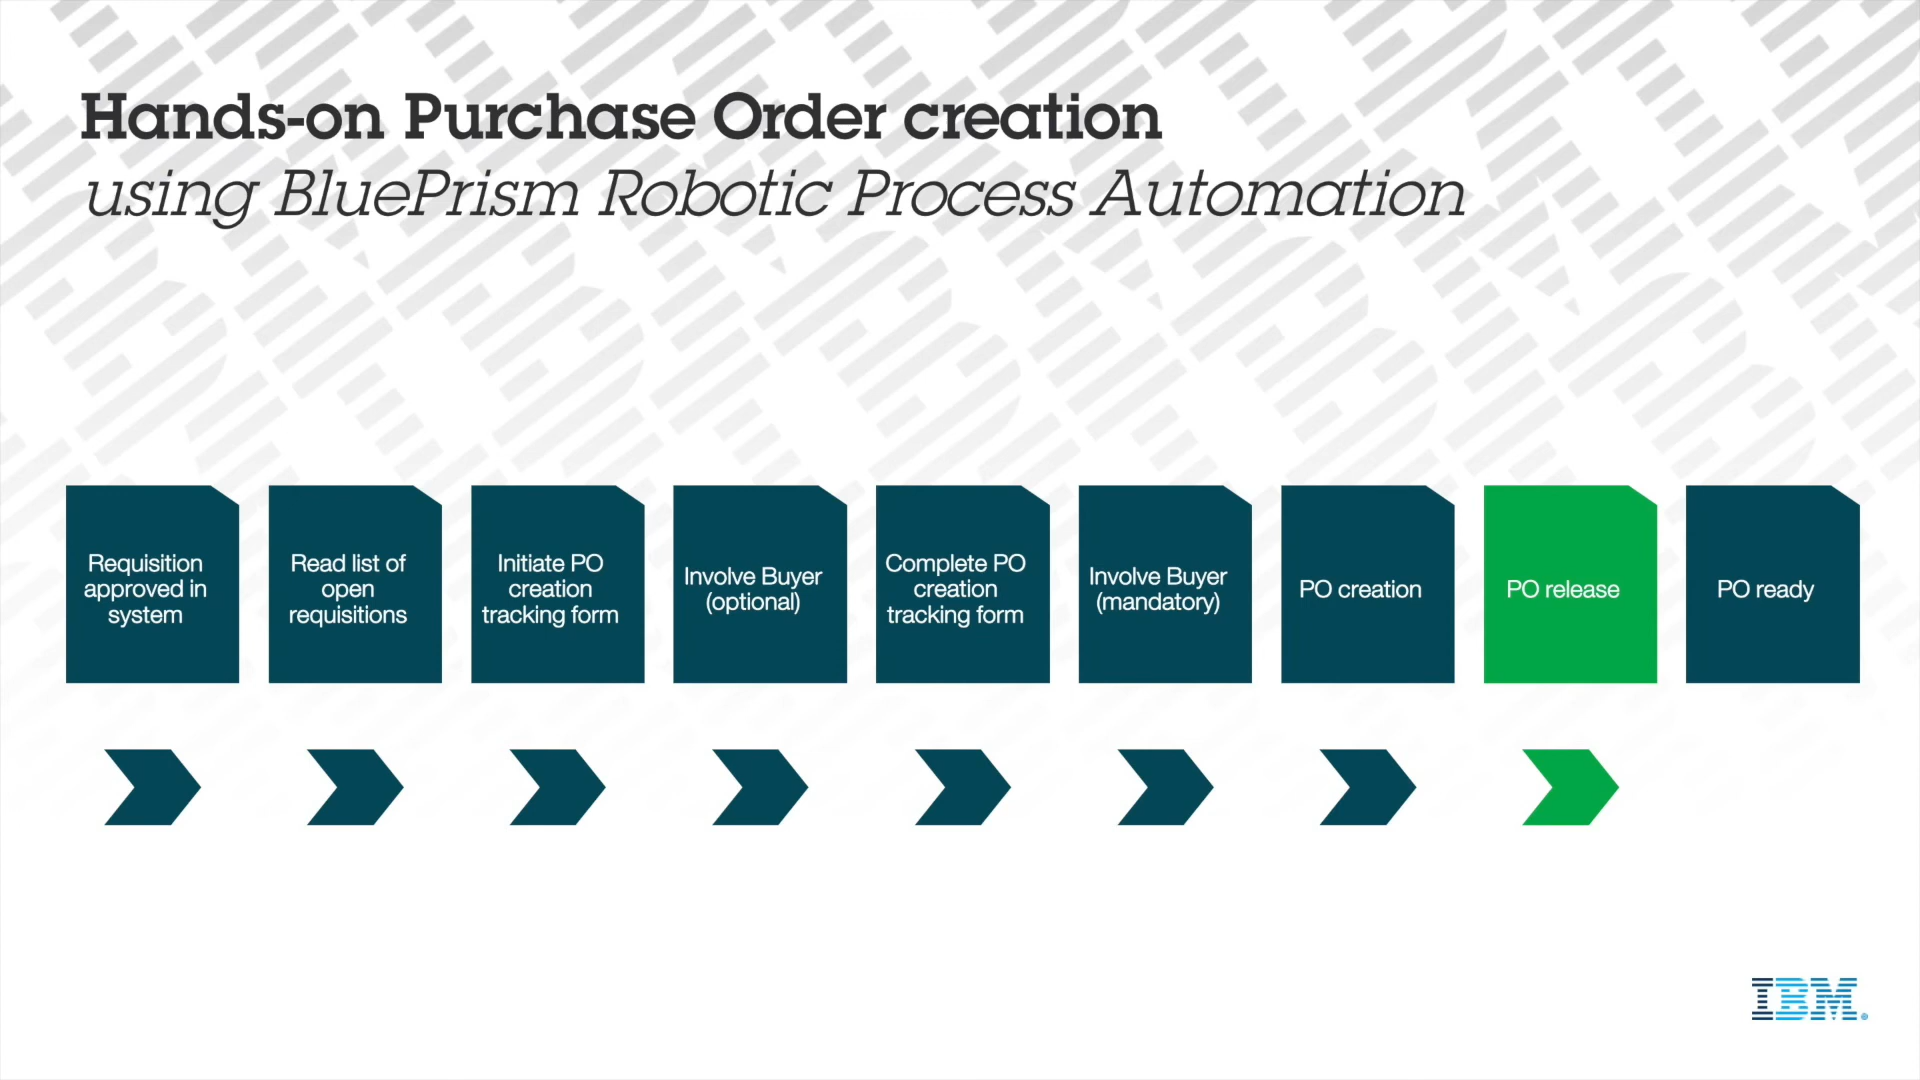 Hands-on Purchase Order creation
using BluePrism Robotic Process Automation
Requisition
approved in
system
Read list of
open
requisitions
Initiate PO
creation
tracking form
Involve Buyer
(optional)
Complete PO
creation
tracking form
Involve Buyer
(mandatory)
PO creation
PO release
PO ready
IBM®